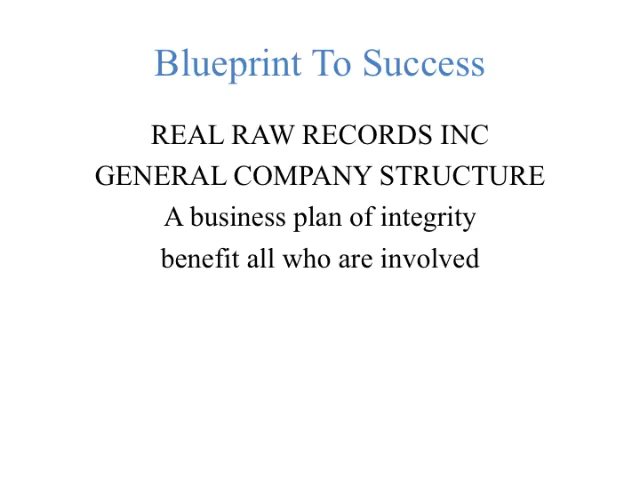 Blueprint To Success
REAL RAW RECORDS INC
GENERAL COMPANY STRUCTURE
A business plan of integrity
benefit all who are involved